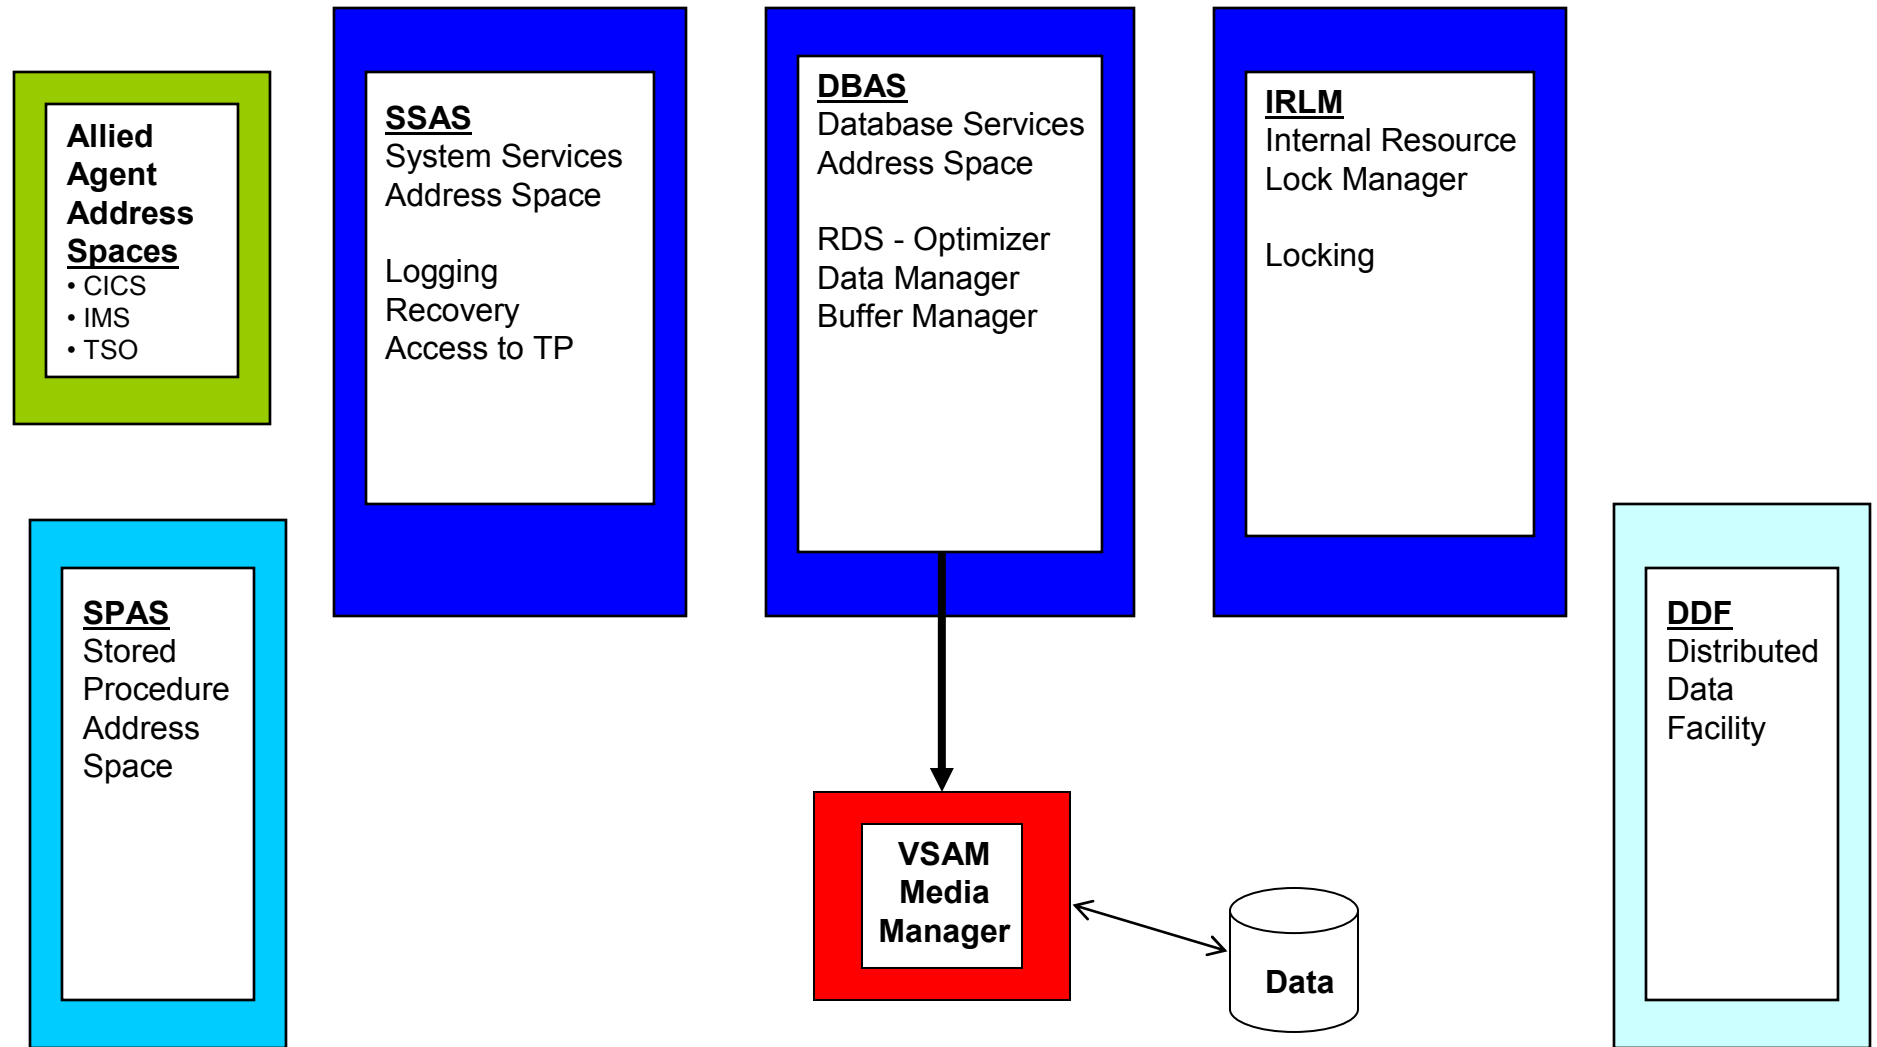 Allied
Agent
Address
Spaces
• CICS
• IMS
• TSO
SSAS
System Services
Address Space
Logging
Recovery
Access to TP
DBAS
Database Services
Address Space
RDS - Optimizer
Data Manager
Buffer Manager
IRLM
Internal Resource
Lock Manager
Locking
SPAS
Stored
Procedure
Address
Space
VSAM
Media
Manager
Data
DDF
Distributed
Data
Facility